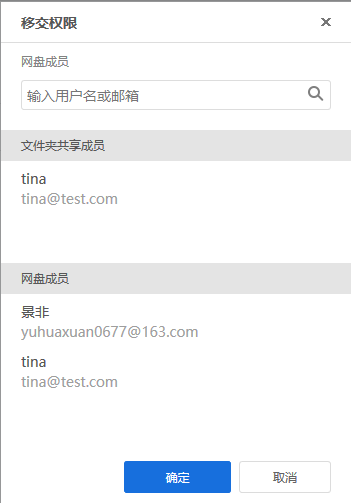 移交权限
网盘成员
输入用户名或邮箱
文件夹共享成员
tina
tina@test.com
网盘成员
景非
yuhuaxuan0677@163.com
tina
tina@test.com
确定
取消